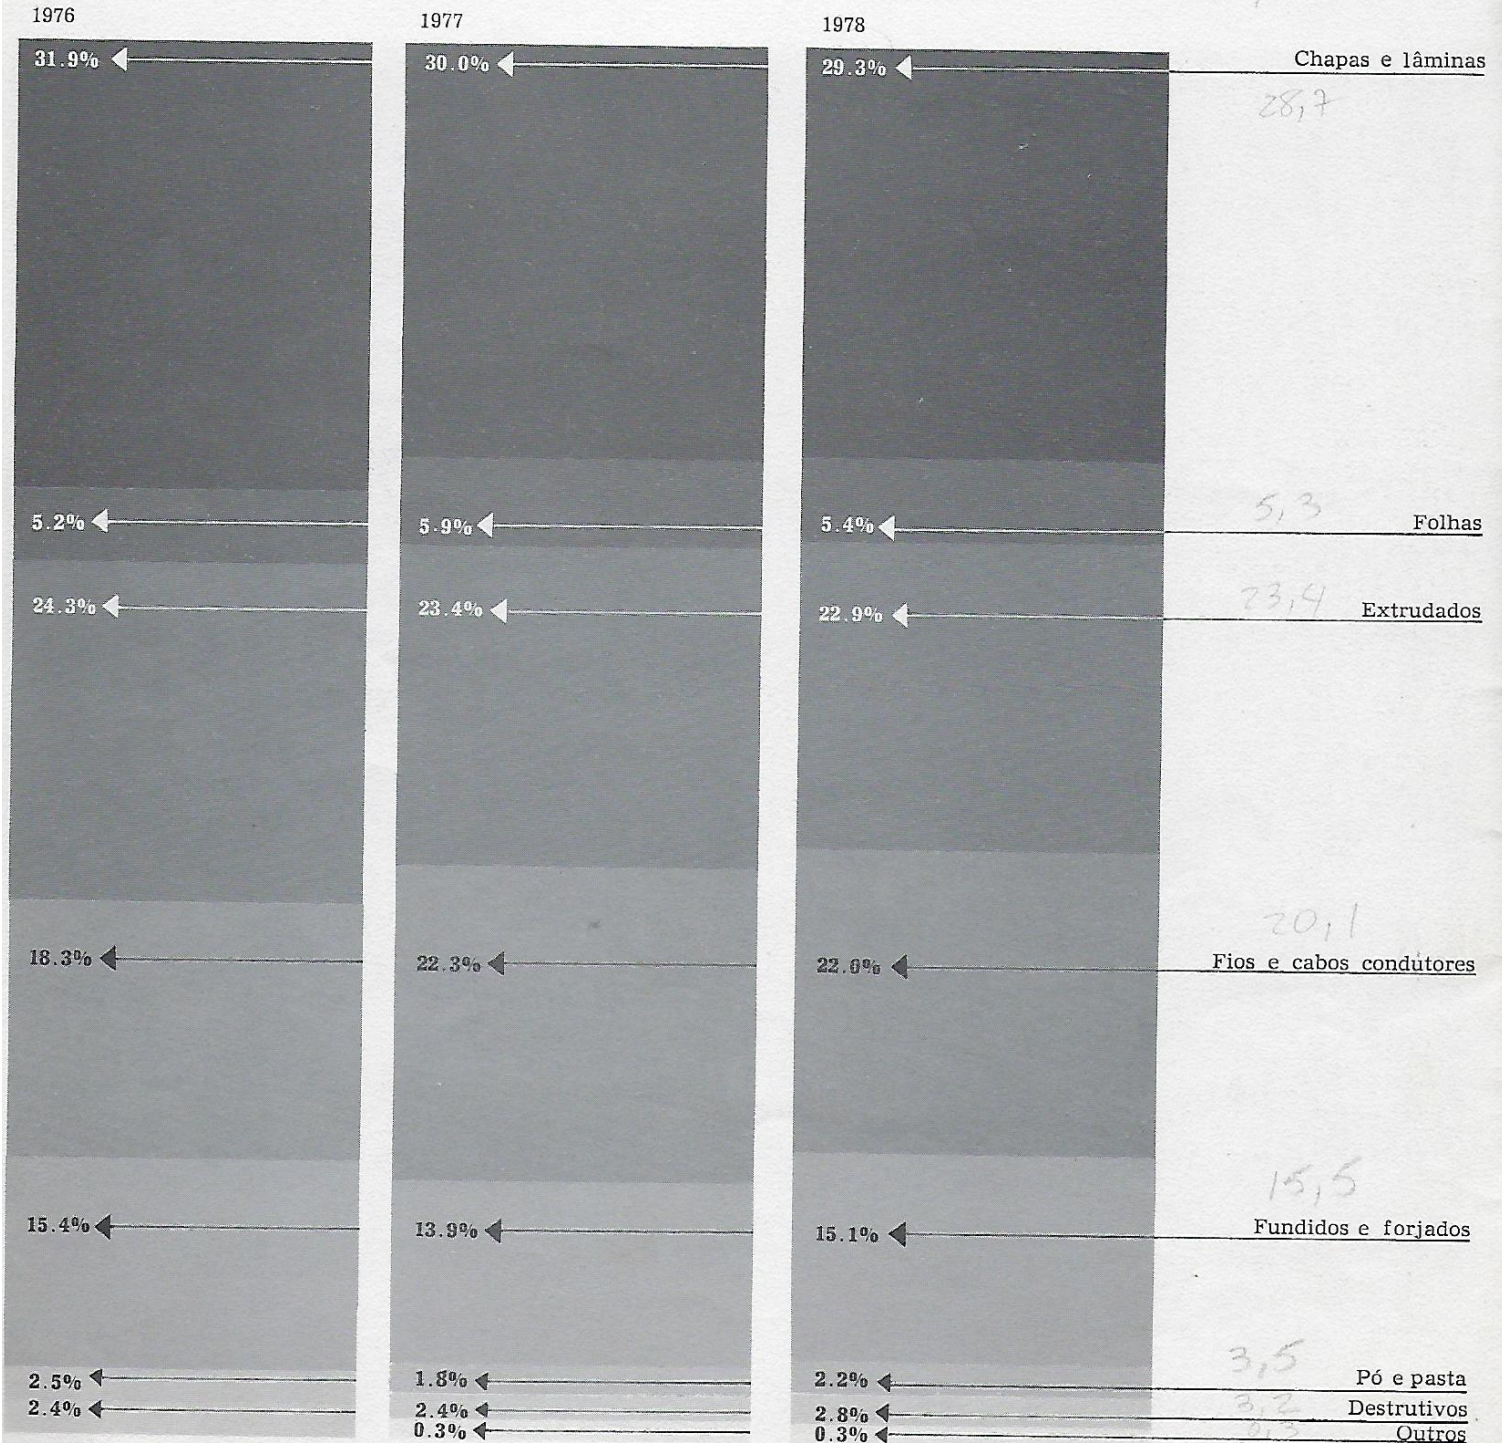 1976 1977 1978
31.9% 30.0% 29.3% Chapas e lâminas
28,7
5.2% 5.9% 5.4% 5,3 Folhas
24.3% 23.4% 22.9% 23,4 Extrudados
20,1
18.3% 22.3% 22.0% Fios e cabos condutores
15,5
15.4% 13.9% 15.1% Fundidos e forjados
3,5
2.5% 1.8% 2.2% Pó e pasta
2.4% 2.4% 2.8% 3,2 Destrutivos
0.3% 0.3% 0,3 Outros